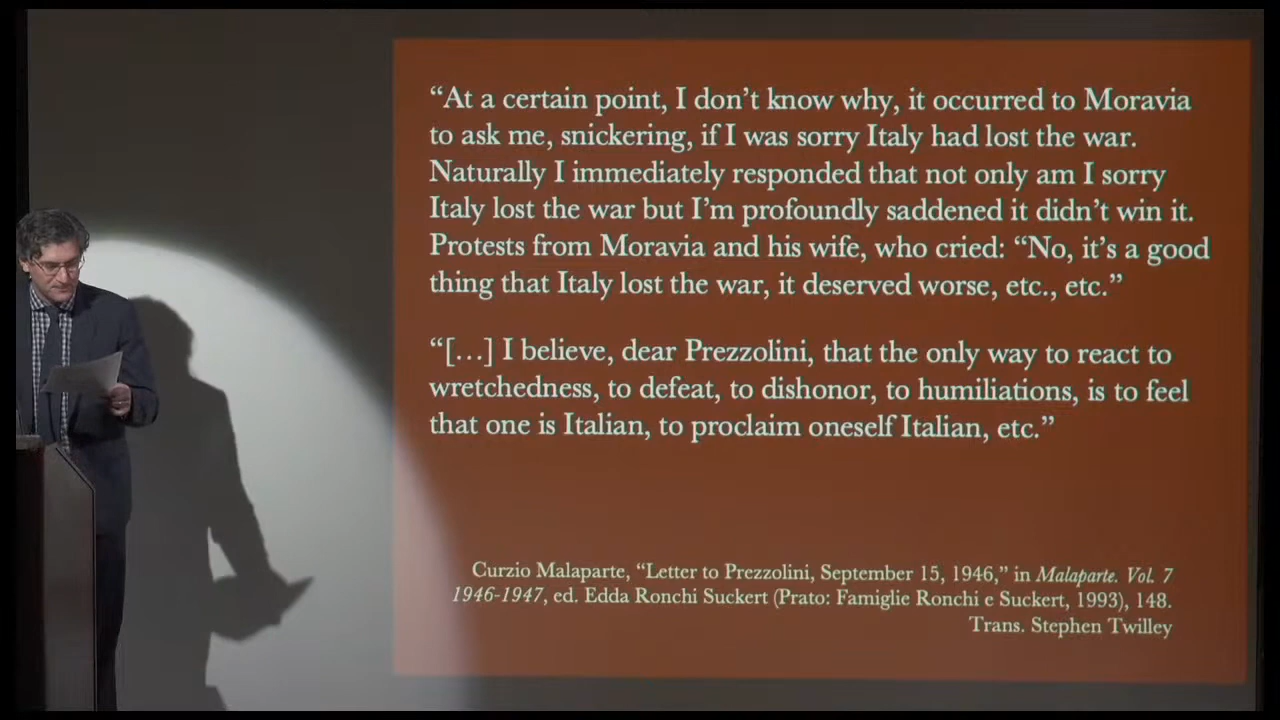 “At a certain point, I don’t know why, it occurred to Moravia
to ask me, snickering, if I was sorry Italy had lost the war.
Naturally I immediately responded that not only am I sorry
Italy lost the war but I’m profoundly saddened it didn’t win it.
Protests from Moravia and his wife, who cried: “No, it’s a good
thing that Italy lost the war, it deserved worse, etc., etc.”
“[…] I believe, dear Prezzolini, that the only way to react to
wretchedness, to defeat, to dishonor, to humiliations, is to feel
that one is Italian, to proclaim oneself Italian, etc.”
Curzio Malaparte, “Letter to Prezzolini, September 15, 1946,” in Malaparte. Vol. 7
1946-1947, ed. Edda Ronchi Suckert (Prato: Famiglie Ronchi e Suckert, 1993), 148.
Trans. Stephen Twilley